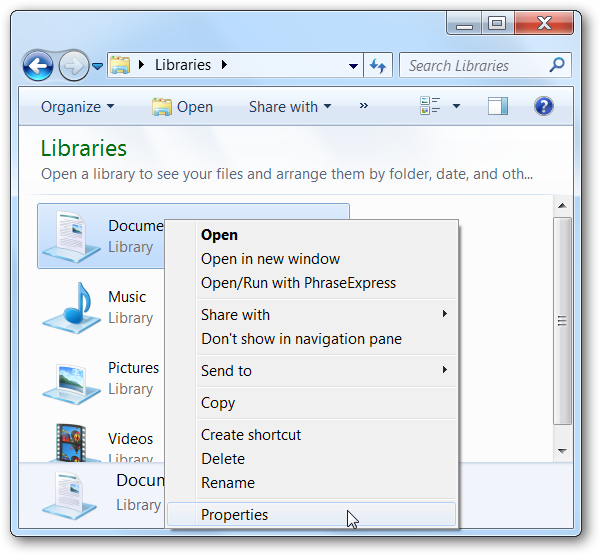 Libraries
Search Libraries
Organize
Open
Share with
»
?
Libraries
Open a library to see your files and arrange them by folder, date, and oth...
Docume
Library
Music
Library
Pictures
Library
Videos
Library
Open
Open in new window
Open/Run with PhraseExpress
Share with
Don't show in navigation pane
Send to
Copy
Create shortcut
Delete
Rename
Properties
Docun
Library